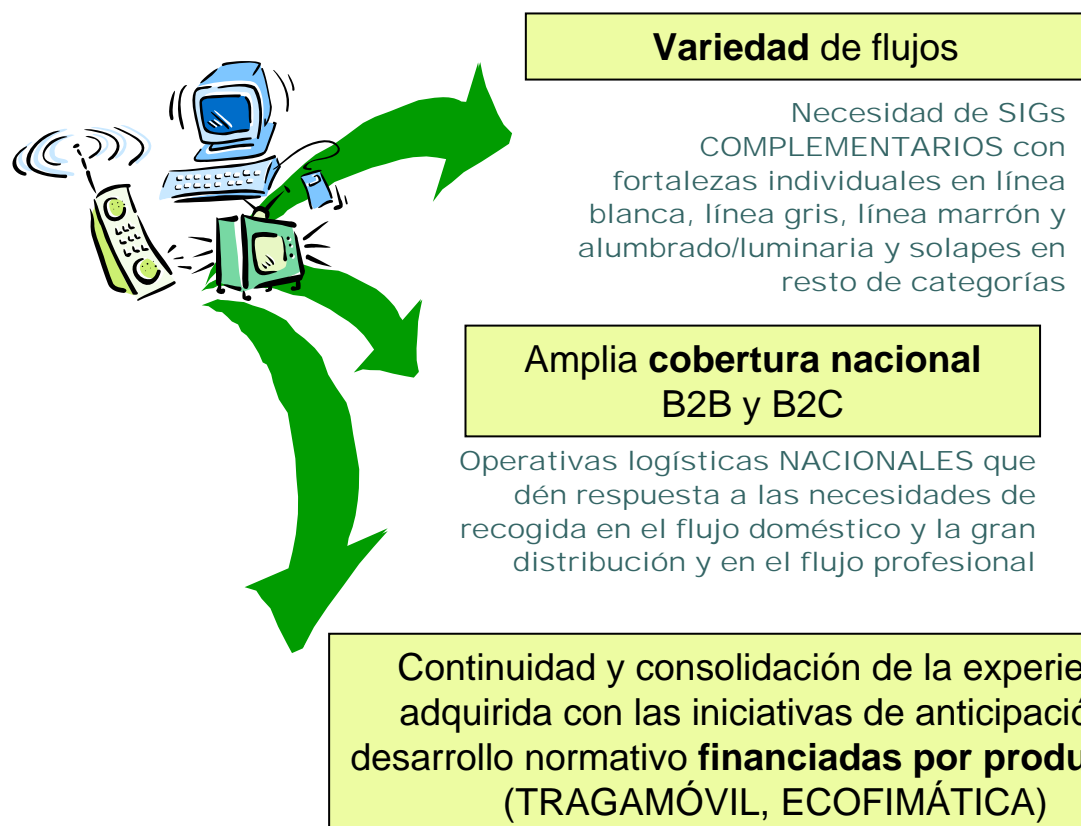 Variedad de flujos
Necesidad de SIGs
COMPLEMENTARIOS con
fortalezas individuales en línea
blanca, línea gris, línea marrón y
alumbrado/luminaria y solapes en
resto de categorías
Amplia cobertura nacional
B2B y B2C
Operativas logísticas NACIONALES que
dén respuesta a las necesidades de
recogida en el flujo doméstico y la gran
distribución y en el flujo profesional
Continuidad y consolidación de la
adquirida con las iniciativas de
desarrollo normativo financiadas por
(TRAGAMÓVIL, ECOFIMÁTICA)